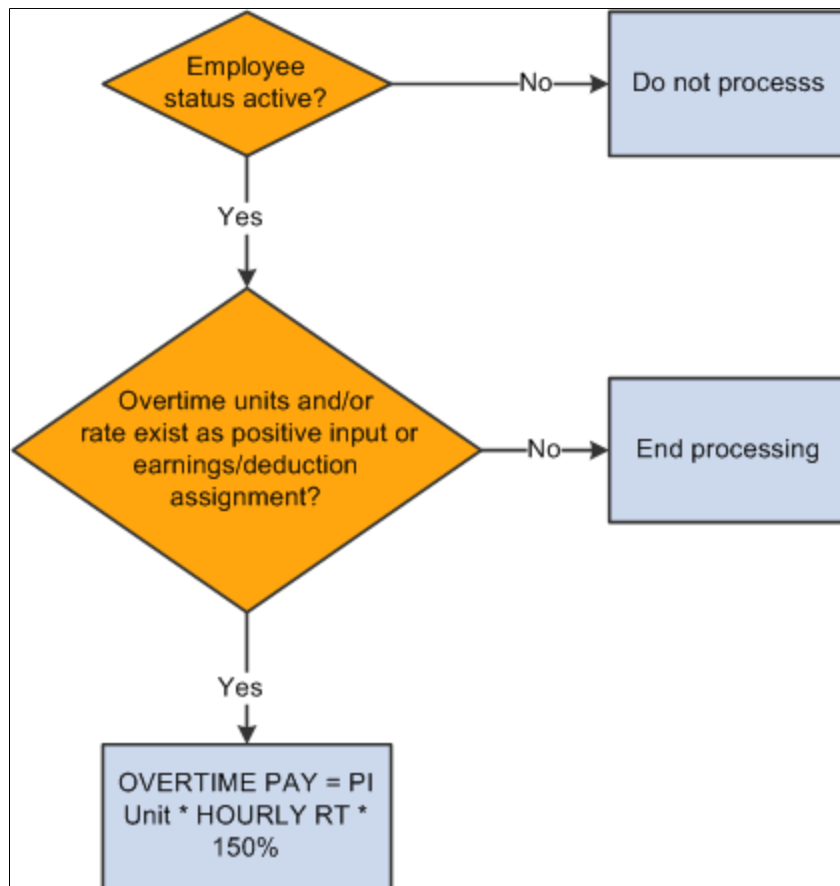 Employee
status active?
No
Do not processs
Yes
Overtime units and/or
rate exist as positive input or
earnings/deduction
assignment?
No
End processing
Yes
OVERTIME PAY = PI
Unit * HOURLY RT *
150%